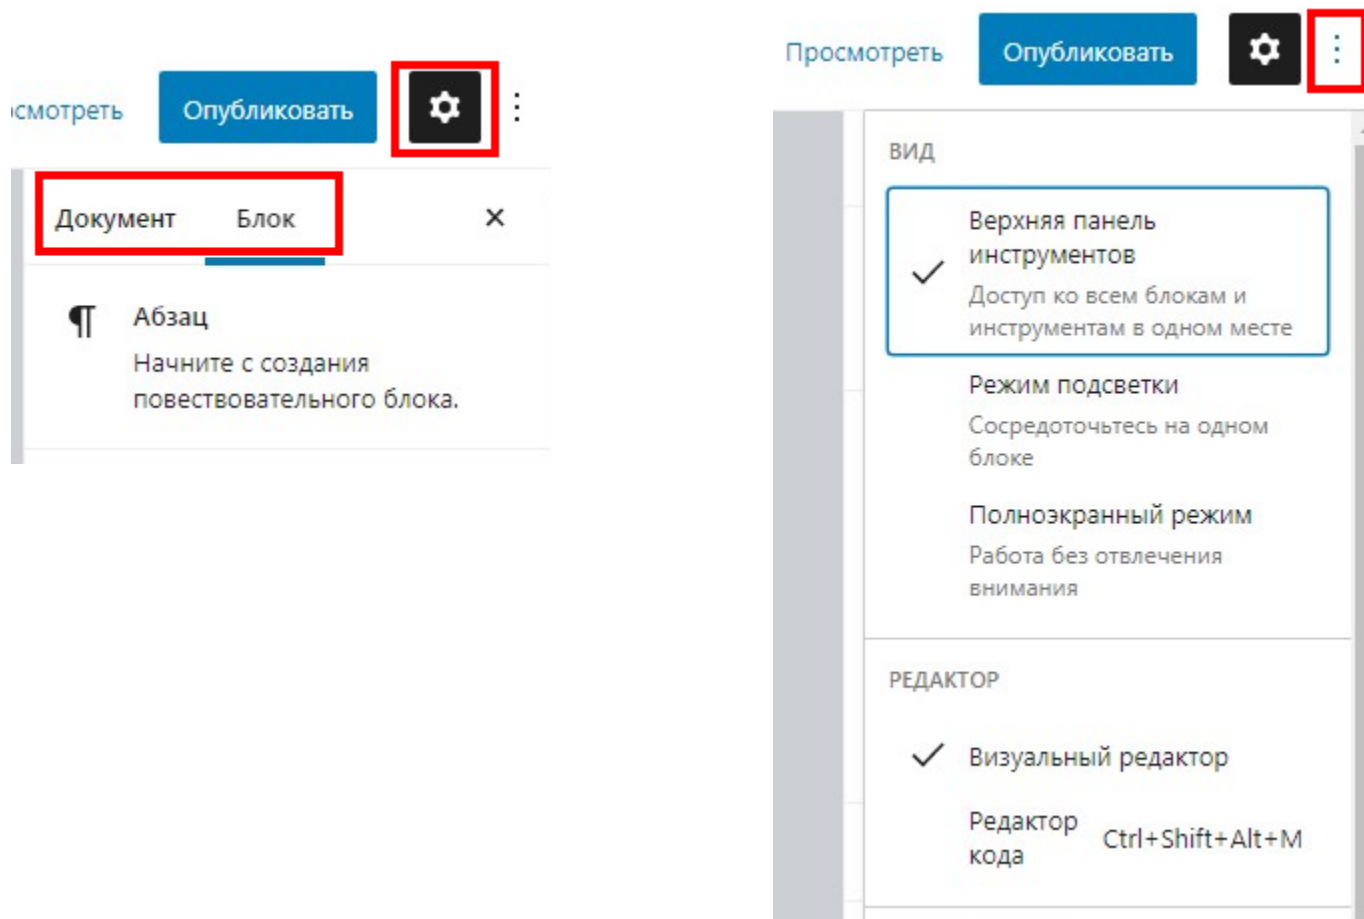 осмотреть
Опубликовать
Документ
Блок
Абзац
Начните с создания
повествовательного блока.
Просмотреть
Опубликовать
ВИД
Верхняя панель
инструментов
Доступ ко всем блокам и
инструментам в одном месте
Режим подсветки
Сосредоточьтесь на одном
блоке
Полноэкранный режим
Работа без отвлечения
внимания
РЕДАКТОР
Визуальный редактор
Редактор
кода
Ctrl+Shift+Alt+M